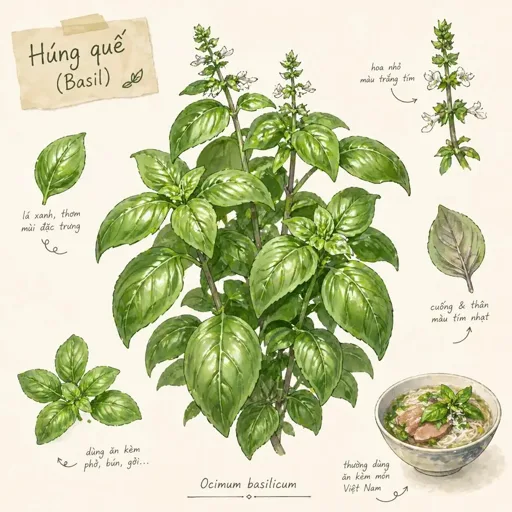 Húng quế
(Basil)
hoa nhỏ
màu trắng tím
lá xanh, thơm
mùi đặc trưng
cuống & thân
màu tím nhạt
dùng ăn kèm
phở, bún, gỏi...
thường dùng
ăn kèm món
Việt Nam
Ocimum basilicum